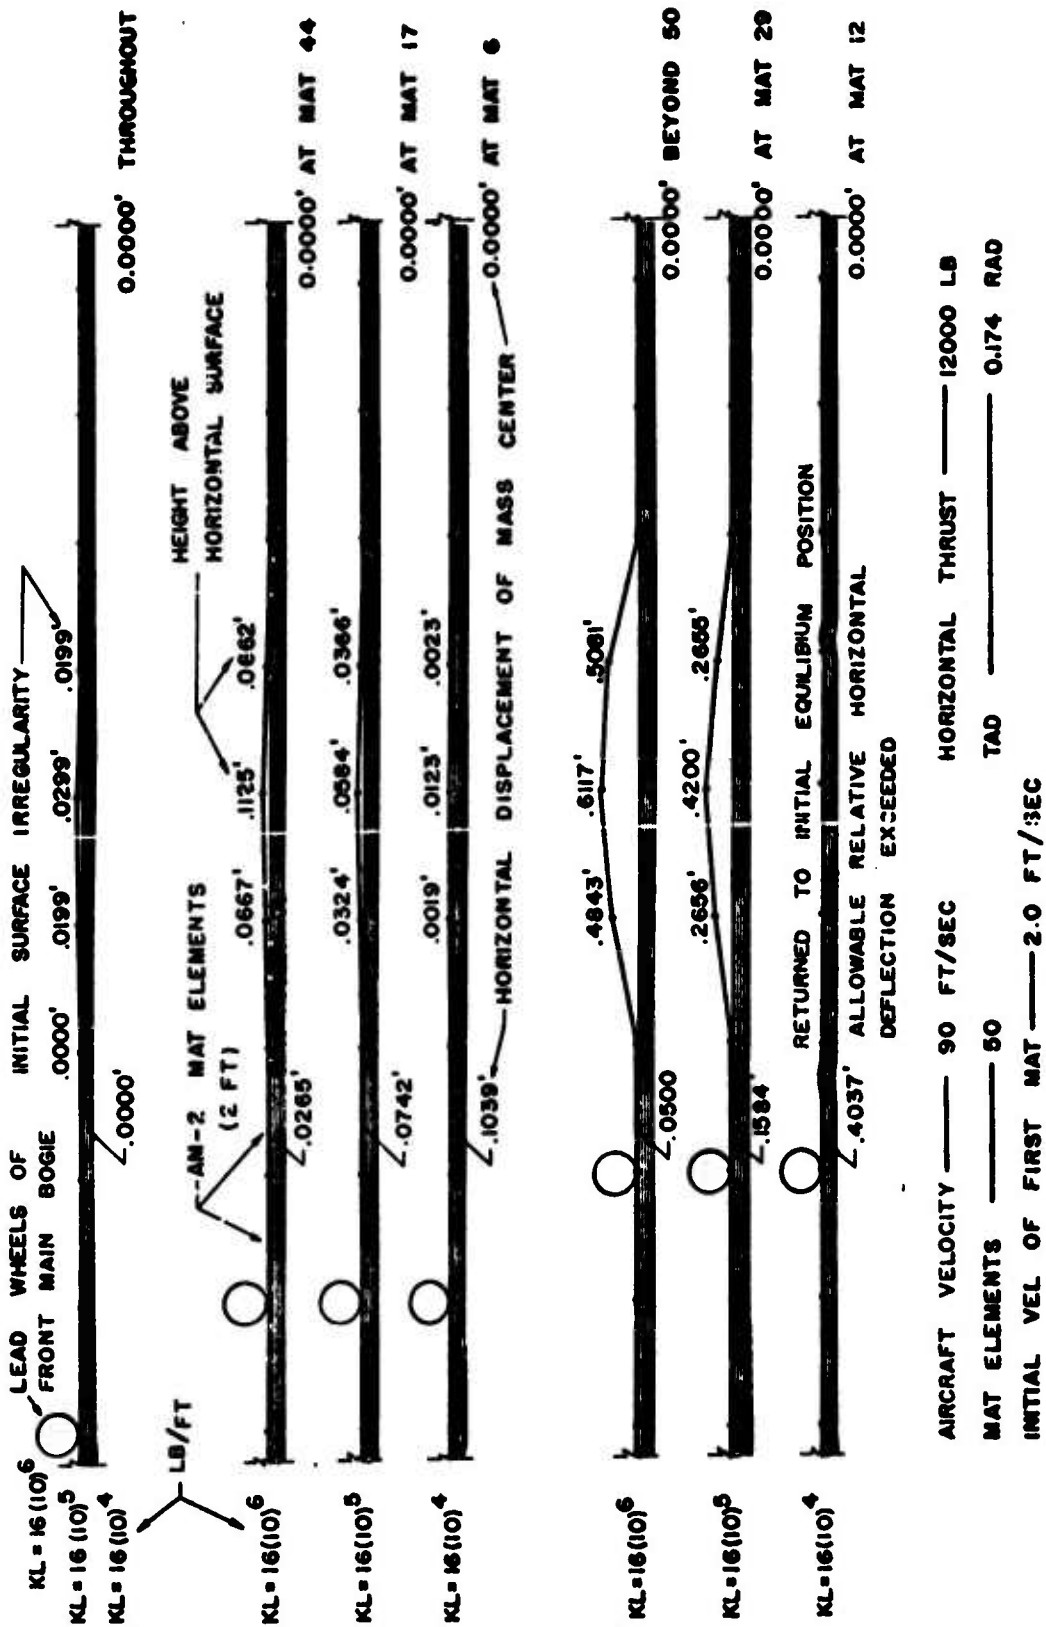 KL = 16(10)^6
KL = 16(10)^5
KL = 16(10)^4
LEAD WHEELS OF
FRONT MAIN BOGIE
INITIAL SURFACE IRREGULARITY
.0000'
.0199'
.0299'
.0199'
.0000'
0.0000' THROUGHOUT
LB/FT
AM-2 MAT ELEMENTS
(2 FT)
HEIGHT ABOVE
HORIZONTAL SURFACE
KL = 16(10)^6
.0667'
.1125'
.0662'
.0265'
0.0000' AT MAT 44
KL = 16(10)^5
.0324'
.0584'
.0366'
.0742'
0.0000' AT MAT 17
KL = 16(10)^4
.0019'
.0123'
.0023'
.1039'
HORIZONTAL DISPLACEMENT OF MASS CENTER
0.0000' AT MAT 6
KL = 16(10)^6
.4843'
.6117'
.5081'
.0500
0.0000' BEYOND 50
KL = 16(10)^5
.2656'
.4200'
.2655'
.1584'
0.0000' AT MAT 29
KL = 16(10)^4
RETURNED TO INITIAL EQUILIBIUM POSITION
.4037'
ALLOWABLE RELATIVE HORIZONTAL
DEFLECTION EXCEEDED
0.0000' AT MAT 12
AIRCRAFT VELOCITY 90 FT/SEC
HORIZONTAL THRUST 12000 LB
MAT ELEMENTS 50
TAD 0.174 RAD
INITIAL VEL OF FIRST MAT 2.0 FT/SEC